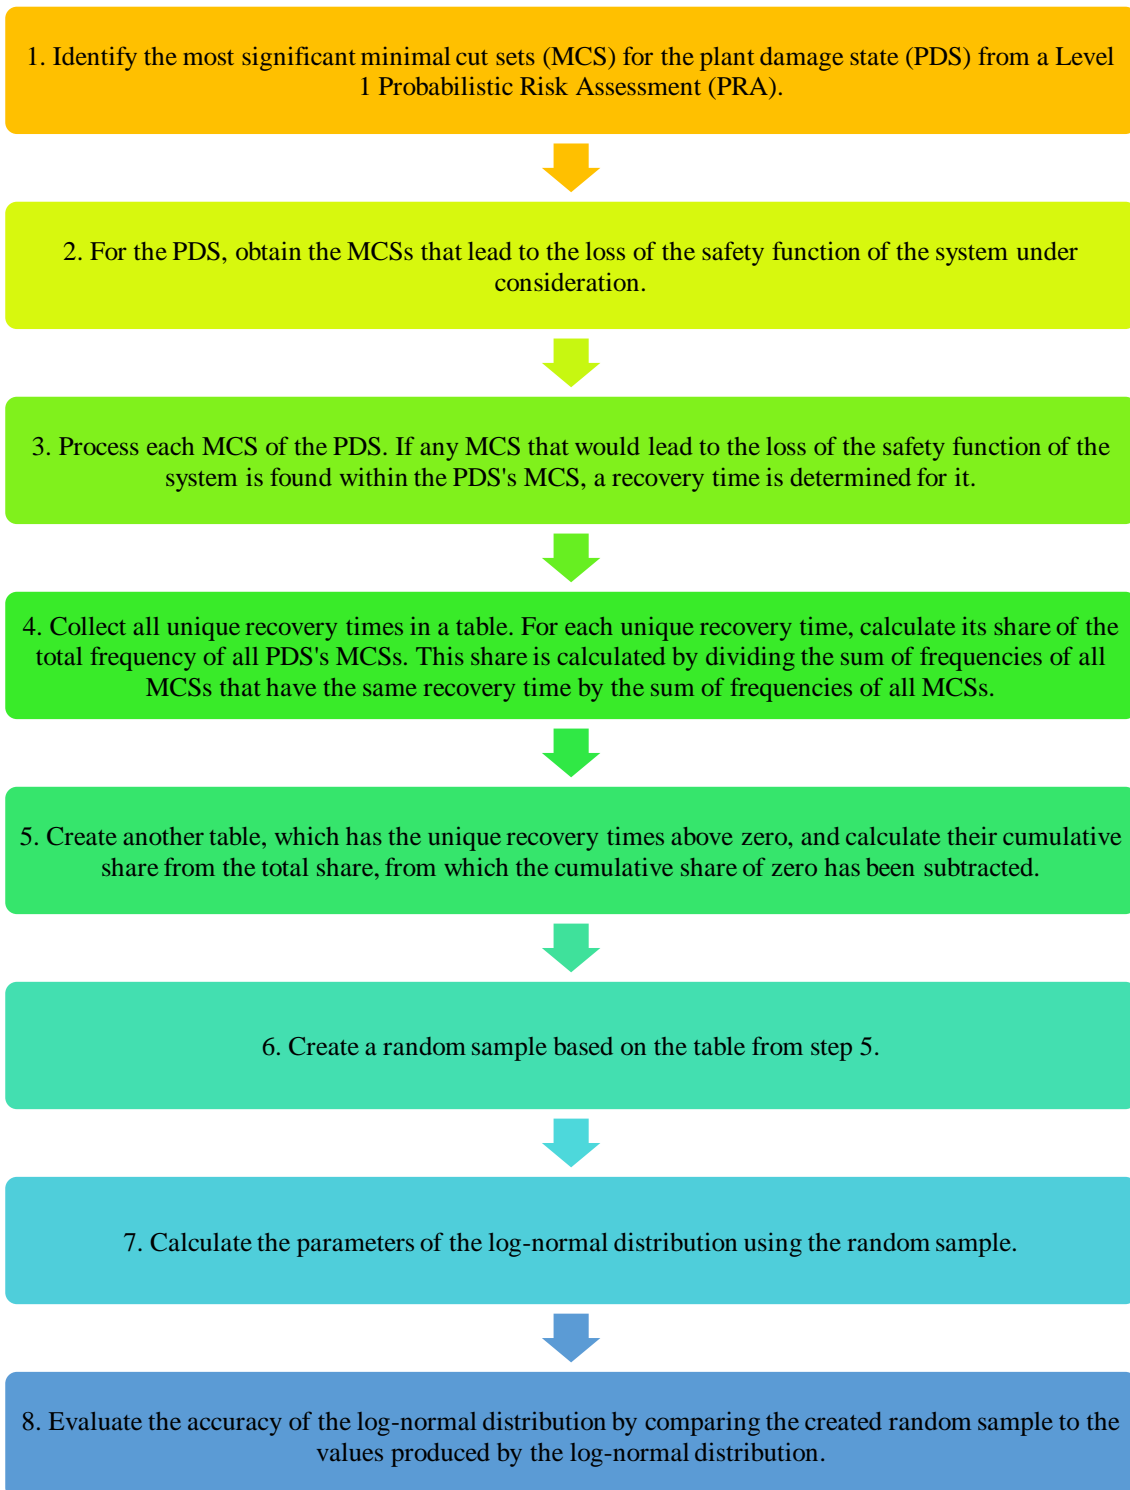 1. Identify the most significant minimal cut sets (MCS) for the plant damage state (PDS) from a Level
1 Probabilistic Risk Assessment (PRA).
2. For the PDS, obtain the MCSs that lead to the loss of the safety function of the system under
consideration.
3. Process each MCS of the PDS. If any MCS that would lead to the loss of the safety function of the
system is found within the PDS's MCS, a recovery time is determined for it.
4. Collect all unique recovery times in a table. For each unique recovery time, calculate its share of the
total frequency of all PDS's MCSs. This share is calculated by dividing the sum of frequencies of all
MCSs that have the same recovery time by the sum of frequencies of all MCSs.
5. Create another table, which has the unique recovery times above zero, and calculate their cumulative
share from the total share, from which the cumulative share of zero has been subtracted.
6. Create a random sample based on the table from step 5.
7. Calculate the parameters of the log-normal distribution using the random sample.
8. Evaluate the accuracy of the log-normal distribution by comparing the created random sample to the
values produced by the log-normal distribution.